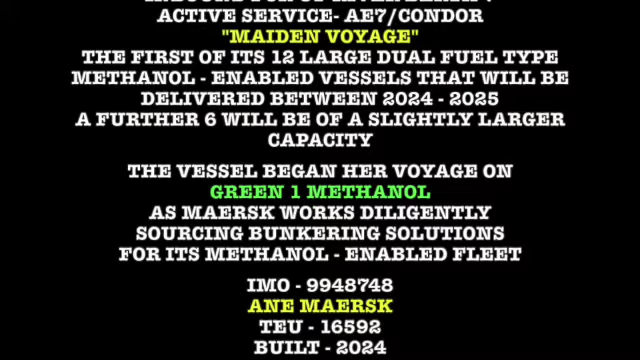 ACTIVE SERVICE- AE7/CONDOR
"MAIDEN VOYAGE"
THE FIRST OF ITS 12 LARGE DUAL FUEL TYPE
METHANOL - ENABLED VESSELS THAT WILL BE
DELIVERED BETWEEN 2024 - 2025
A FURTHER 6 WILL BE OF A SLIGHTLY LARGER
CAPACITY
THE VESSEL BEGAN HER VOYAGE ON
GREEN 1 METHANOL
AS MAERSK WORKS DILIGENTLY
SOURCING BUNKERING SOLUTIONS
FOR ITS METHANOL - ENABLED FLEET
IMO - 9948748
ANE MAERSK
TEU - 16592
BUILT - 2024